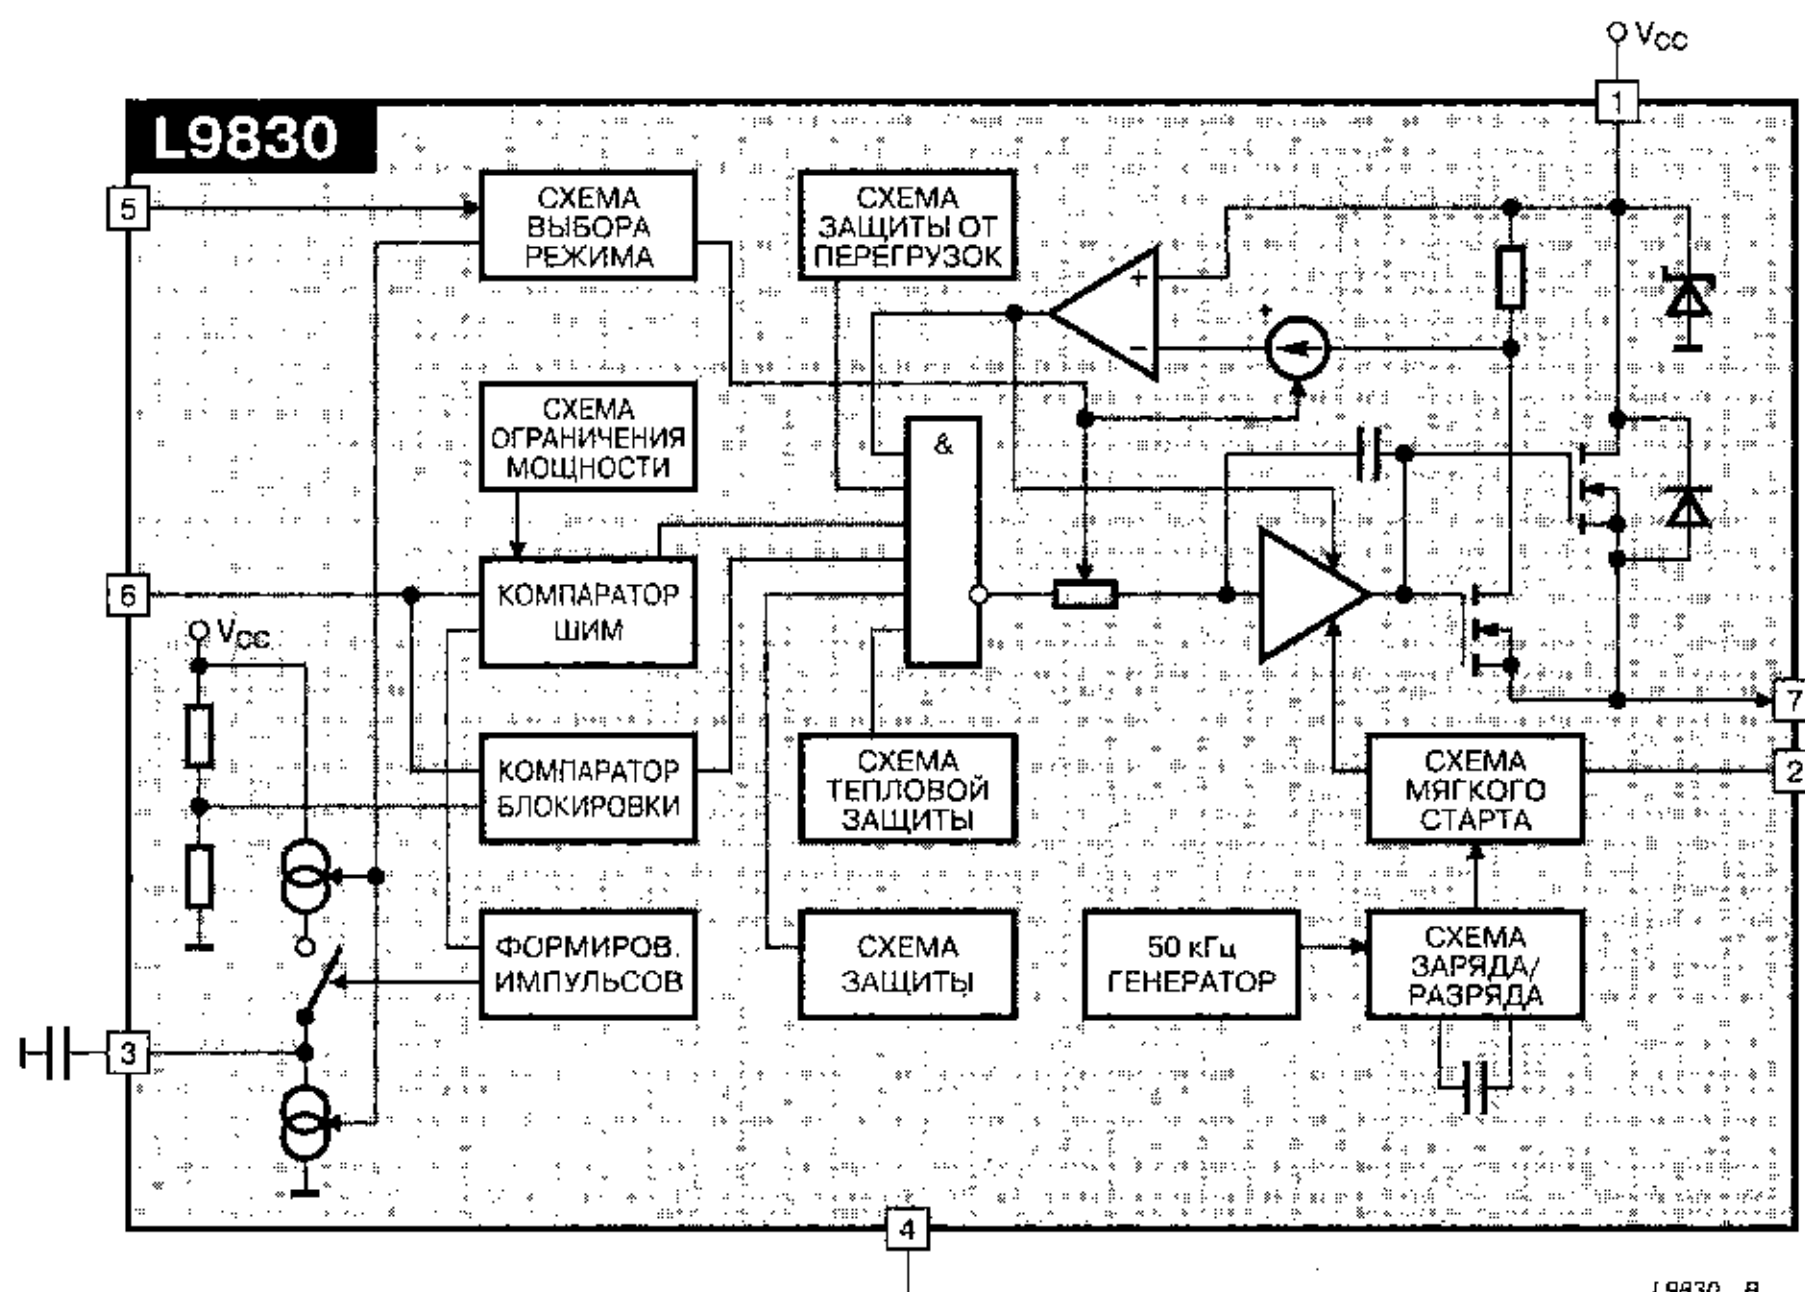 VCC
1
L9830
5
СХЕМА
ВЫБОРА
РЕЖИМА
СХЕМА
ЗАЩИТЫ ОТ
ПЕРЕГРУЗОК
+
−
+
СХЕМА
ОГРАНИЧЕНИЯ
МОЩНОСТИ
&
6
КОМПАРАТОР
ШИМ
VCC
7
КОМПАРАТОР
БЛОКИРОВКИ
СХЕМА
ТЕПЛОВОЙ
ЗАЩИТЫ
СХЕМА
МЯГКОГО
СТАРТА
2
ФОРМИРОВ.
ИМПУЛЬСОВ
СХЕМА
ЗАЩИТЫ
50 кГц
ГЕНЕРАТОР
СХЕМА
ЗАРЯДА/
РАЗРЯДА
3
4